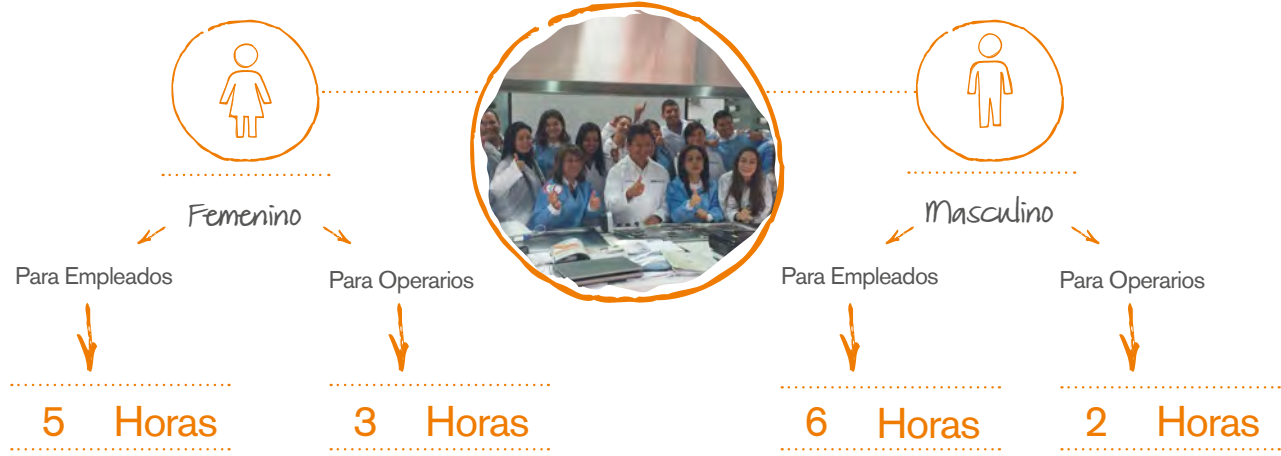 Femenino
Masculino
Para Empleados
Para Operarios
Para Empleados
Para Operarios
5 Horas
3 Horas
6 Horas
2 Horas